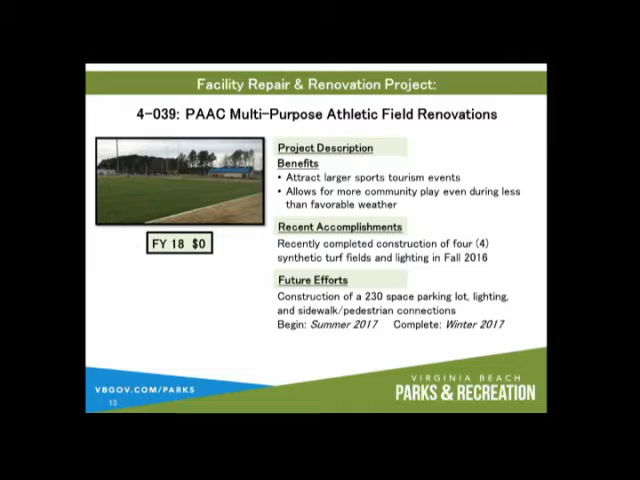 Facility Repair & Renovation Project:
4-039: PAAC Multi-Purpose Athletic Field Renovations
Project Description
Benefits
• Attract larger sports tourism events
• Allows for more community play even during less
than favorable weather
FY 18 $0
Recent Accomplishments
Recently completed construction of four (4)
synthetic turf fields and lighting in Fall 2016
Future Efforts
Construction of a 230 space parking lot, lighting,
and sidewalk/pedestrian connections
Begin: Summer 2017 Complete: Winter 2017
VBGOV.COM/PARKS
13
VIRGINIA BEACH
PARKS & RECREATION